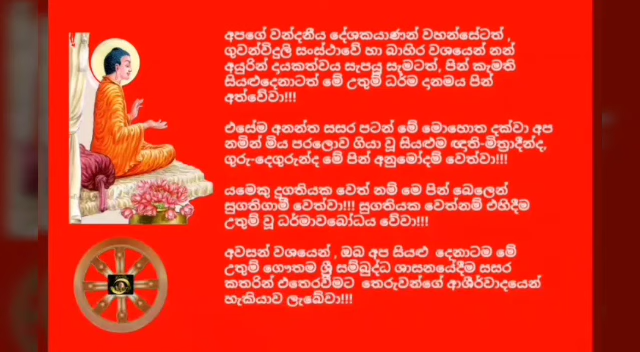 අපගේ වන්දනීය දේශකයාණන් වහන්සේටත් ,
ගුවන්විදුලි සංස්ථාවේ හා බාහිර වශයෙන් නන්
අයුරින් දායකත්වය සැපයූ සැමටත්, පින් කැමති
සියළුදෙනාටත් මේ උතුම් ධර්ම දානමය පින්
අත්වේවා!!!
එසේම අනන්ත සසර පටන් මේ මොහොත දක්වා අප
නමින් මිය පරලොව ගියා වූ සියළුම ඥාති-මිත්‍රාදීන්ද,
ගුරු-දෙගුරුන්ද මේ පින් අනුමෝදම් වෙත්වා!!!
යමෙකු දුගතියක වෙත් නම් මෙ පින් බෙලෙන්
සුගතිගාමී වෙත්වා!!! සුගතියක වෙත්නම් එහිදීම
උතුම් වූ ධර්මාවබෝධය වේවා!!!
අවසන් වශයෙන් , ඔබ අප සියළු දෙනාටම මේ
උතුම් ගෞතම ශ්‍රී සම්බුද්ධ ශාසනයේදීම සසර
කතරින් එතෙරවීමට තෙරුවන්ගේ ආශීර්වාදයෙන්
හැකියාව ලැබේවා!!!